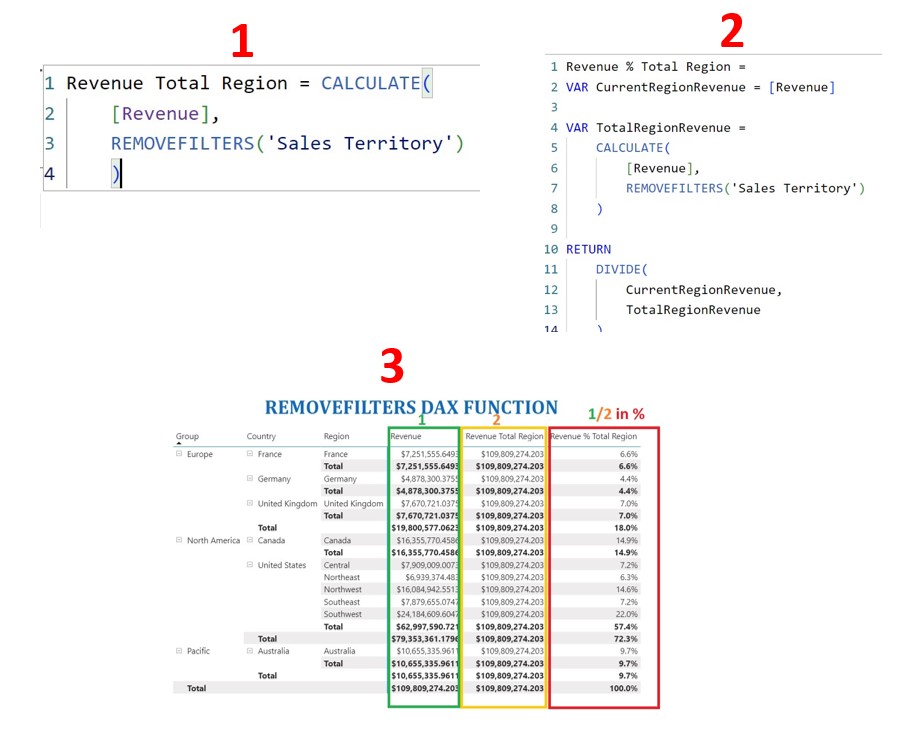 1
1 Revenue Total Region = CALCULATE(
2 [Revenue],
3 REMOVEFILTERS('Sales Territory')
4 )
2
1 Revenue % Total Region =
2 VAR CurrentRegionRevenue = [Revenue]
3
4 VAR TotalRegionRevenue =
5 CALCULATE(
6 [Revenue],
7 REMOVEFILTERS('Sales Territory')
8 )
9
10 RETURN
11 DIVIDE(
12 CurrentRegionRevenue,
13 TotalRegionRevenue
14 )
3
REMOVEFILTERS DAX FUNCTION
1 2 1/2 in %
Group Country Region Revenue Revenue Total Region Revenue % Total Region
Europe France France $7,251,555.6493 $109,809,274.203 6.6%
Total $7,251,555.6493 $109,809,274.203 6.6%
Germany Germany $4,878,300.3755 $109,809,274.203 4.4%
Total $4,878,300.3755 $109,809,274.203 4.4%
United Kingdom United Kingdom $7,670,721.0375 $109,809,274.203 7.0%
Total $7,670,721.0375 $109,809,274.203 7.0%
Total $19,800,577.0623 $109,809,274.203 18.0%
North America Canada Canada $16,355,770.4586 $109,809,274.203 14.9%
Total $16,355,770.4586 $109,809,274.203 14.9%
United States Central $7,909,009.007 $109,809,274.203 7.2%
Northeast $6,939,374.483 $109,809,274.203 6.3%
Northwest $16,084,942.5513 $109,809,274.203 14.6%
Southeast $7,879,655.0747 $109,809,274.203 7.2%
Southwest $24,184,609.6047 $109,809,274.203 22.0%
Total $62,997,590.721 $109,809,274.203 57.4%
Total $79,353,361.1796 $109,809,274.203 72.3%
Pacific Australia Australia $10,655,335.9611 $109,809,274.203 9.7%
Total $10,655,335.9611 $109,809,274.203 9.7%
Total $10,655,335.9611 $109,809,274.203 9.7%
Total $109,809,274.203 $109,809,274.203 100.0%